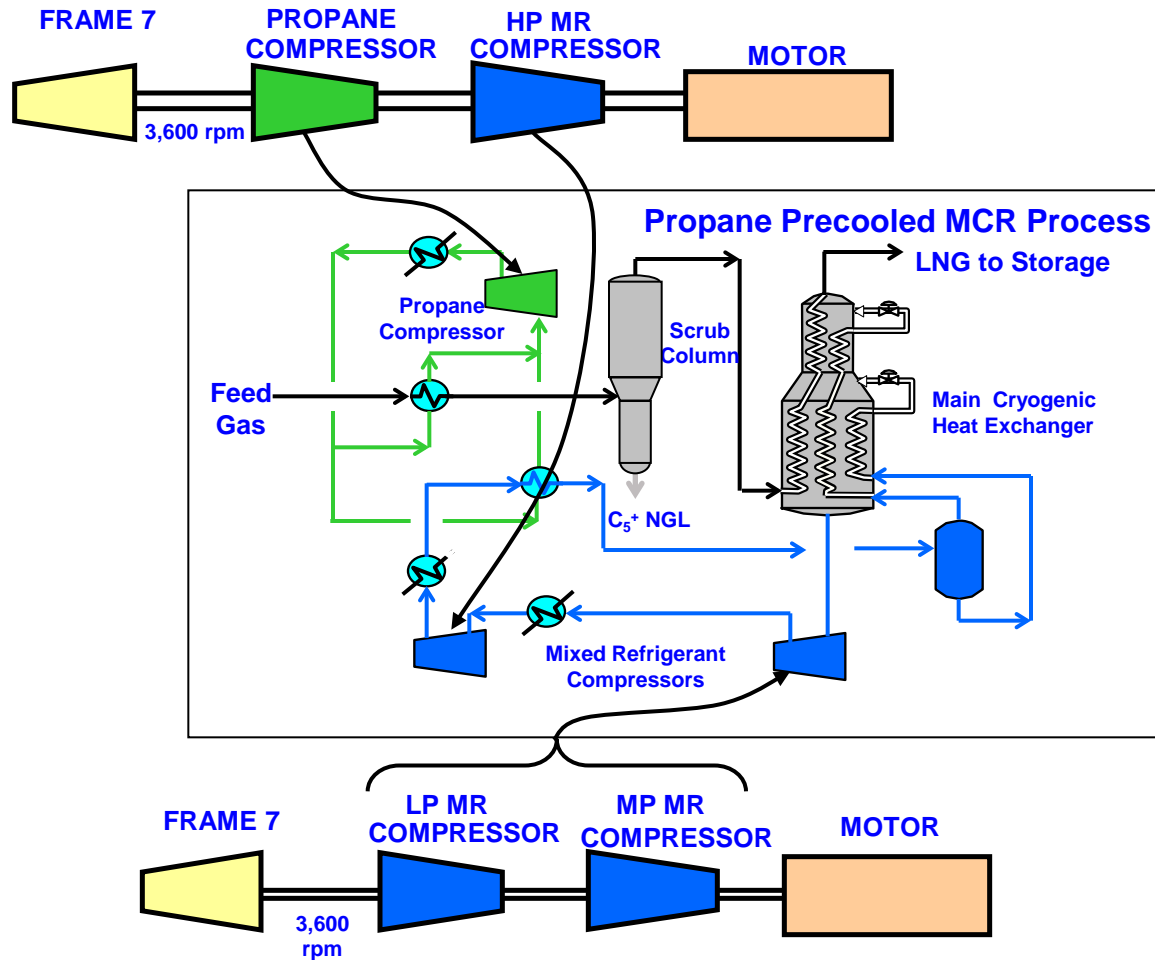 FRAME 7
PROPANE
COMPRESSOR
HP MR
COMPRESSOR
MOTOR
3,600 rpm
Propane Precooled MCR Process
LNG to Storage
Propane
Compressor
Scrub
Column
Feed
Gas
Main Cryogenic
Heat Exchanger
C₅⁺ NGL
Mixed Refrigerant
Compressors
FRAME 7
LP MR
COMPRESSOR
MP MR
COMPRESSOR
MOTOR
3,600
rpm